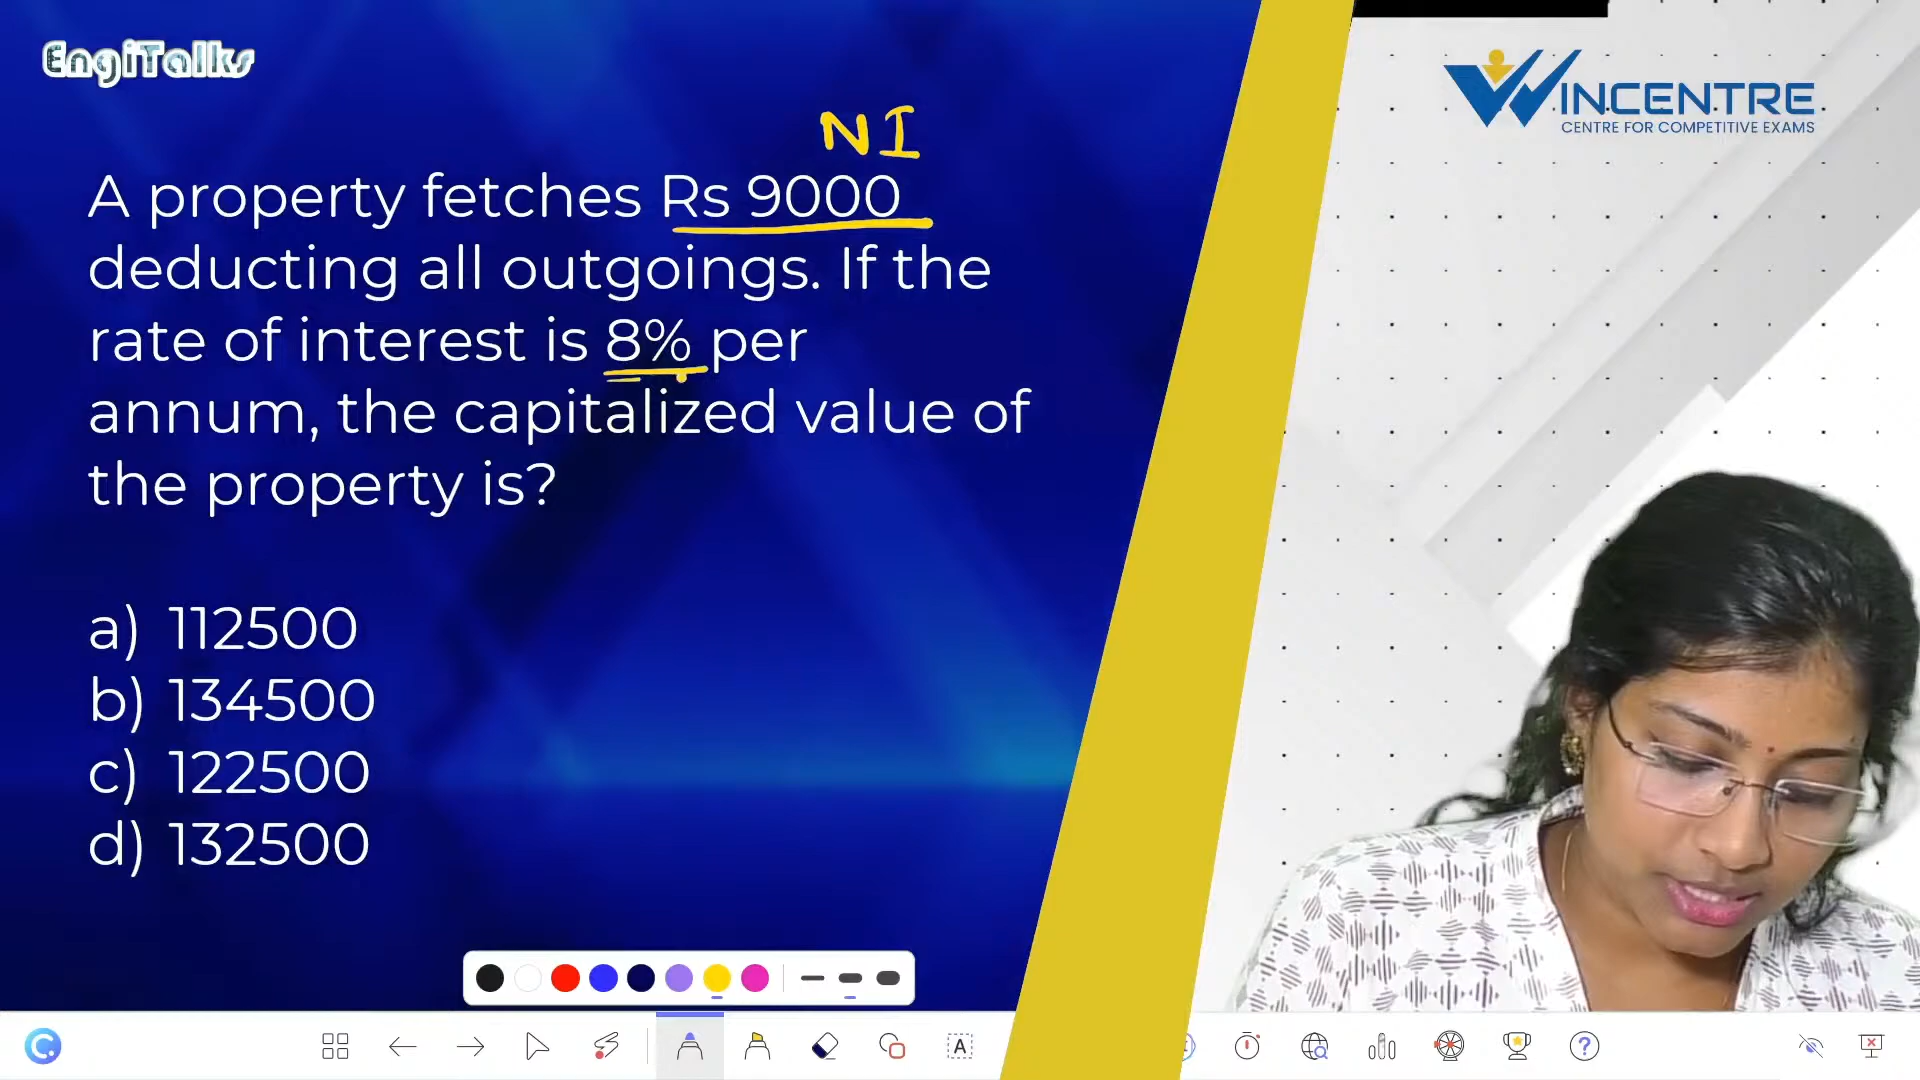 EngiTalks
WINCENTRE
CENTRE FOR COMPETITIVE EXAMS
NI
A property fetches Rs 9000
deducting all outgoings. If the
rate of interest is 8% per
annum, the capitalized value of
the property is?
a) 112500
b) 134500
c) 122500
d) 132500
A